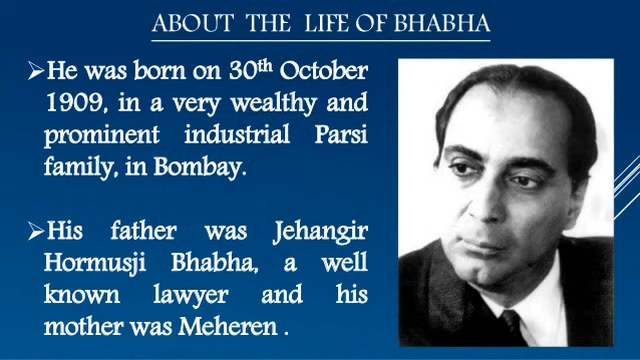 ABOUT THE LIFE OF BHABHA
➢He was born on 30th October
1909, in a very wealthy and
prominent industrial Parsi
family, in Bombay.
➢His father was Jehangir
Hormusji Bhabha, a well
known lawyer and his
mother was Meheren .